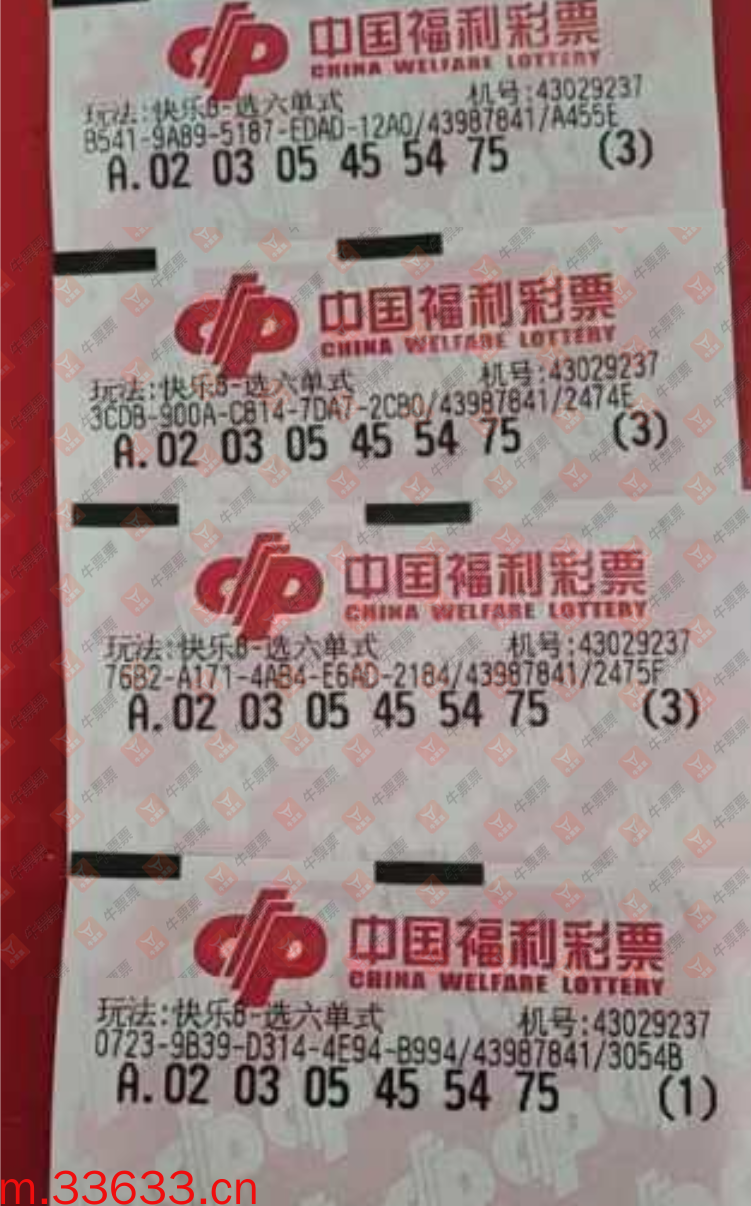 中国福利彩票
CHINA WELFARE LOTTERY
玩法:快乐8-选六单式 机号:43029237
8541-9A89-5187-EDAD-12A0/43987841/A455E
A.02 03 05 45 54 75 (3)
中国福利彩票
CHINA WELFARE LOTTERY
玩法:快乐8-选六单式 机号:43029237
3CDB-900A-C814-7DA7-2CB0/43987841/2474E
A.02 03 05 45 54 75 (3)
中国福利彩票
CHINA WELFARE LOTTERY
玩法:快乐8-选六单式 机号:43029237
76B2-A171-4AB4-E6AD-2184/43987841/2475F
A.02 03 05 45 54 75 (3)
中国福利彩票
CHINA WELFARE LOTTERY
玩法:快乐8-选六单式 机号:43029237
0723-9B39-D314-4E94-B994/43987841/3054B
A.02 03 05 45 54 75 (1)
m.33633.cn